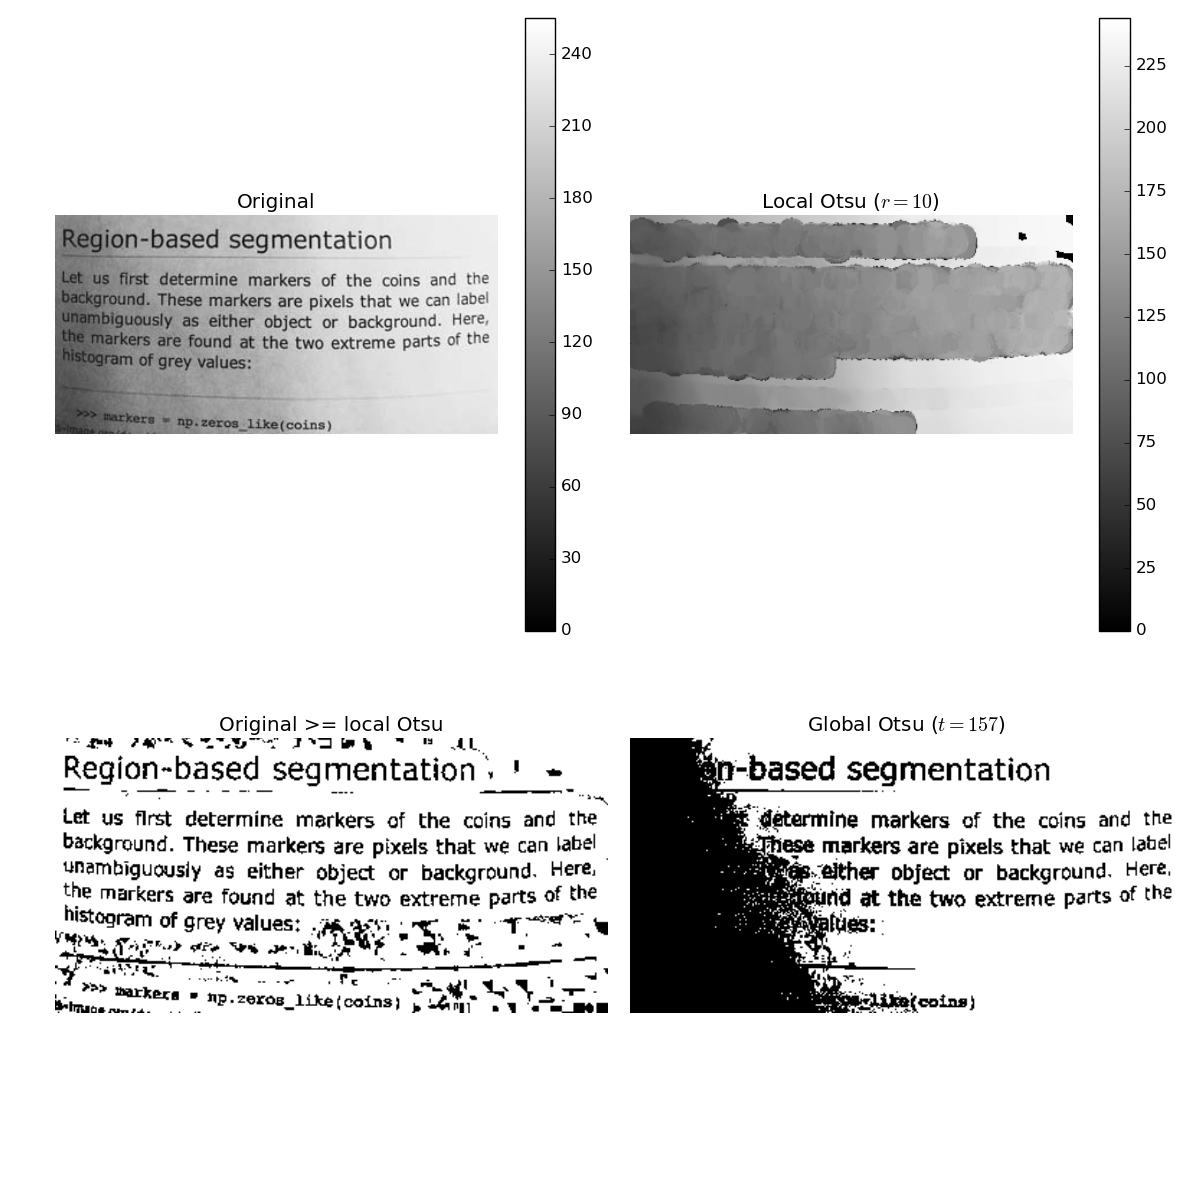 Original
240
210
180
150
120
90
60
30
0
Region-based segmentation
Let us first determine markers of the coins and the
background. These markers are pixels that we can label
unambiguously as either object or background. Here,
the markers are found at the two extreme parts of the
histogram of grey values:
>>> markers = np.zeros_like(coins)
Local Otsu (r = 10)
225
200
175
150
125
100
75
50
25
0
Original >= local Otsu
Region-based segmentation
Let us first determine markers of the coins and the
background. These markers are pixels that we can label
unambiguously as either object or background. Here,
the markers are found at the two extreme parts of the
histogram of grey values:
>>> markers = np.zeros_like(coins)
Global Otsu (t = 157)
on-based segmentation
determine markers of the coins and the
These markers are pixels that we can label
as either object or background. Here,
found at the two extreme parts of the
values:
like(coins)